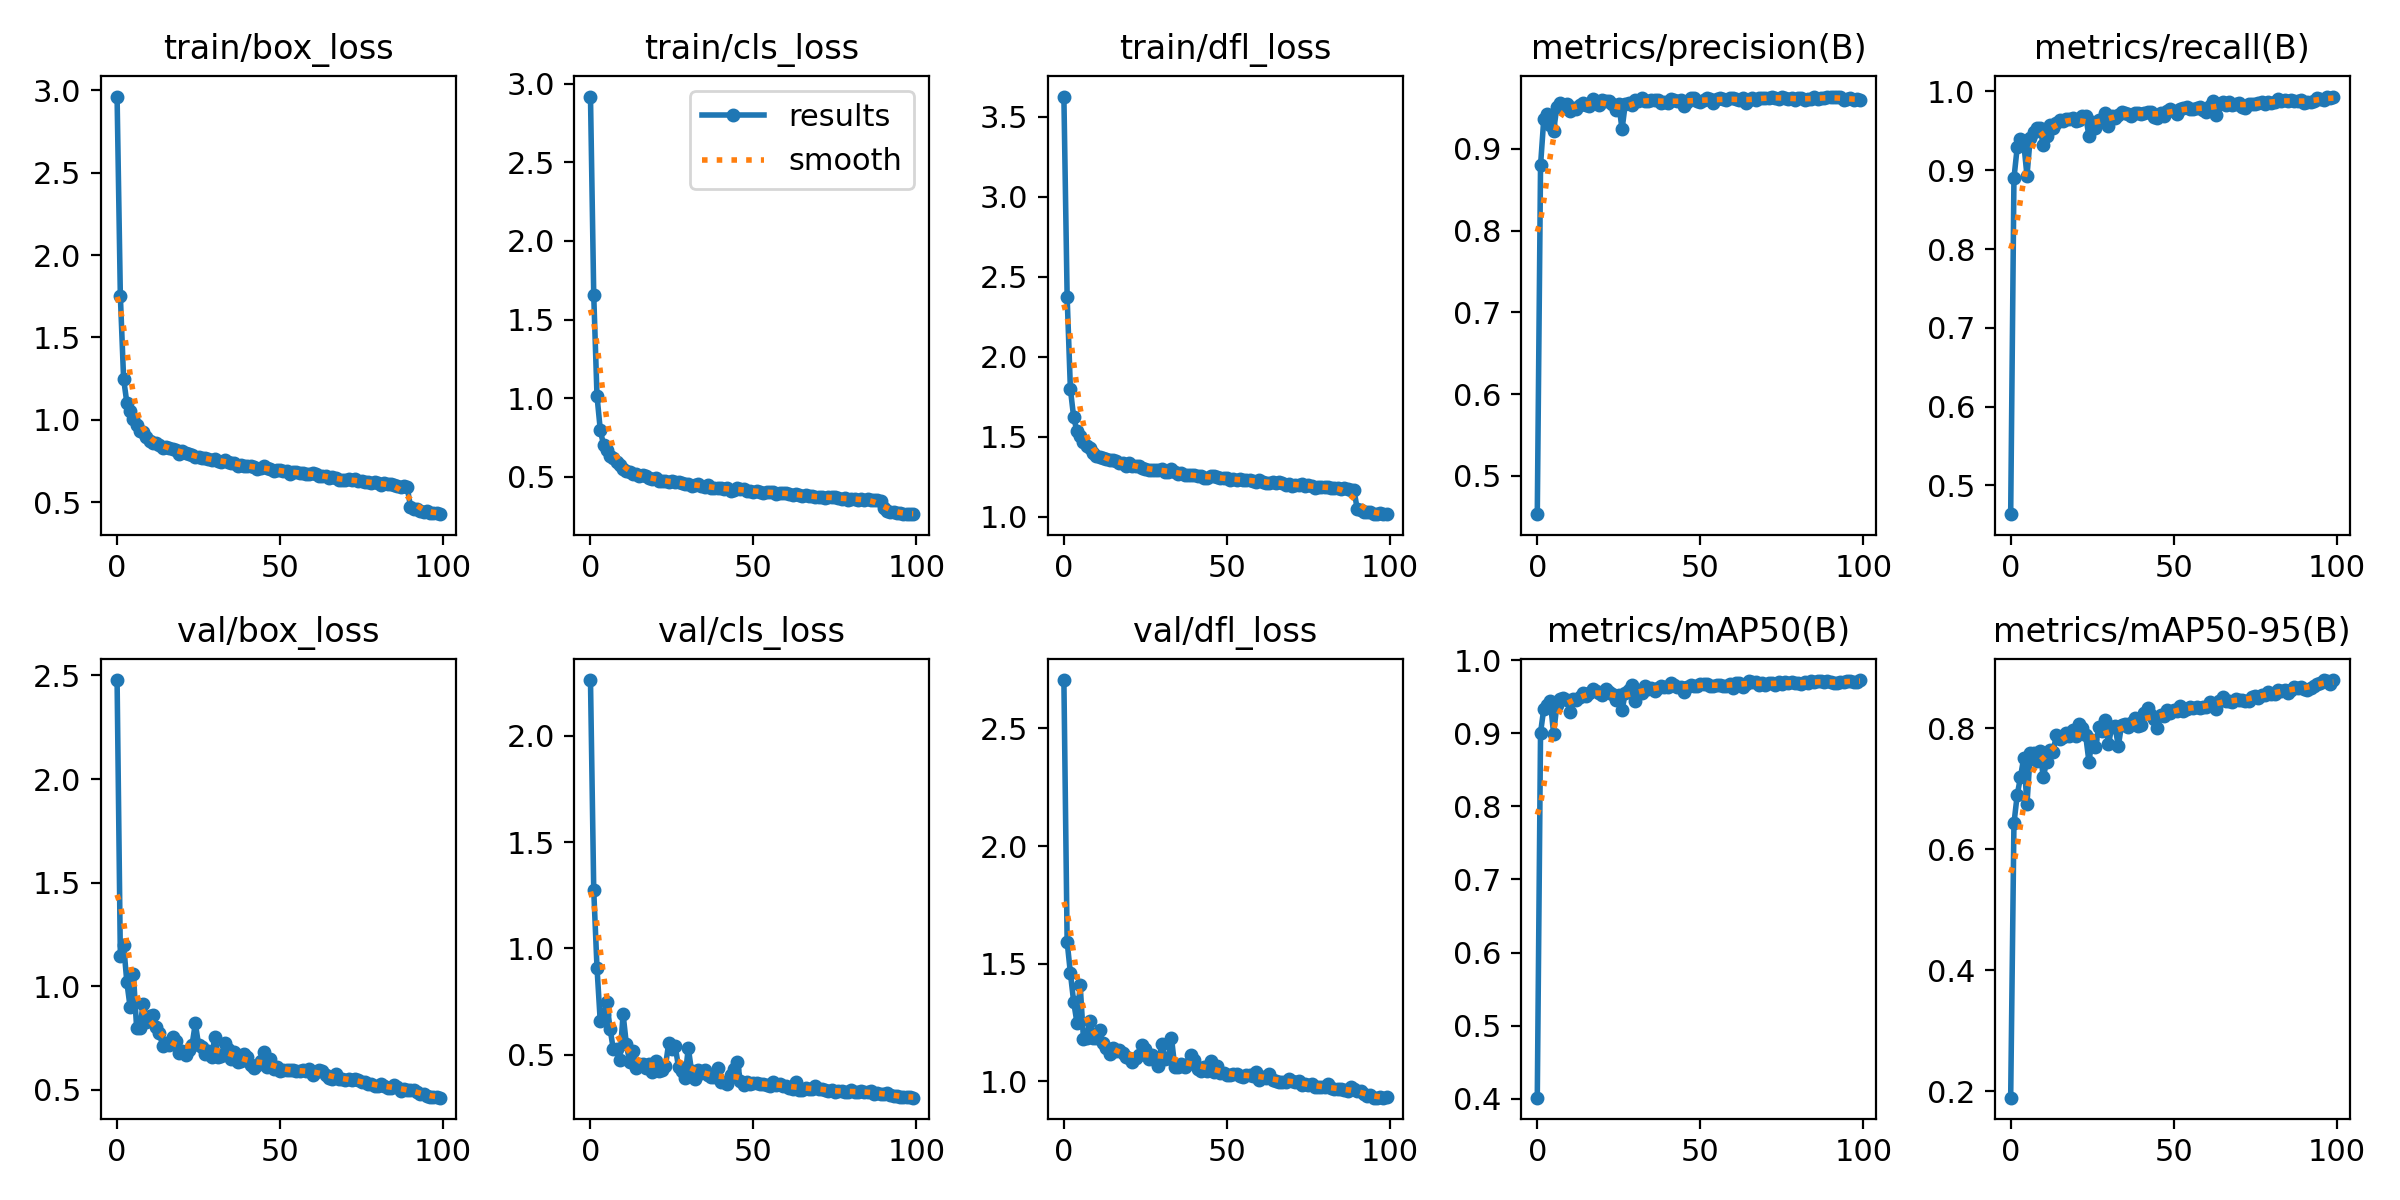 train/box_loss
train/cls_loss
train/dfl_loss
metrics/precision(B)
metrics/recall(B)
3.0
2.5
2.0
1.5
1.0
0.5
0 50 100
3.0
2.5
2.0
1.5
1.0
0.5
0 50 100
results
smooth
3.5
3.0
2.5
2.0
1.5
1.0
0 50 100
0.9
0.8
0.7
0.6
0.5
0 50 100
1.0
0.9
0.8
0.7
0.6
0.5
0 50 100
val/box_loss
val/cls_loss
val/dfl_loss
metrics/mAP50(B)
metrics/mAP50-95(B)
2.5
2.0
1.5
1.0
0.5
0 50 100
2.0
1.5
1.0
0.5
0 50 100
2.5
2.0
1.5
1.0
0 50 100
1.0
0.9
0.8
0.7
0.6
0.5
0.4
0 50 100
0.8
0.6
0.4
0.2
0 50 100